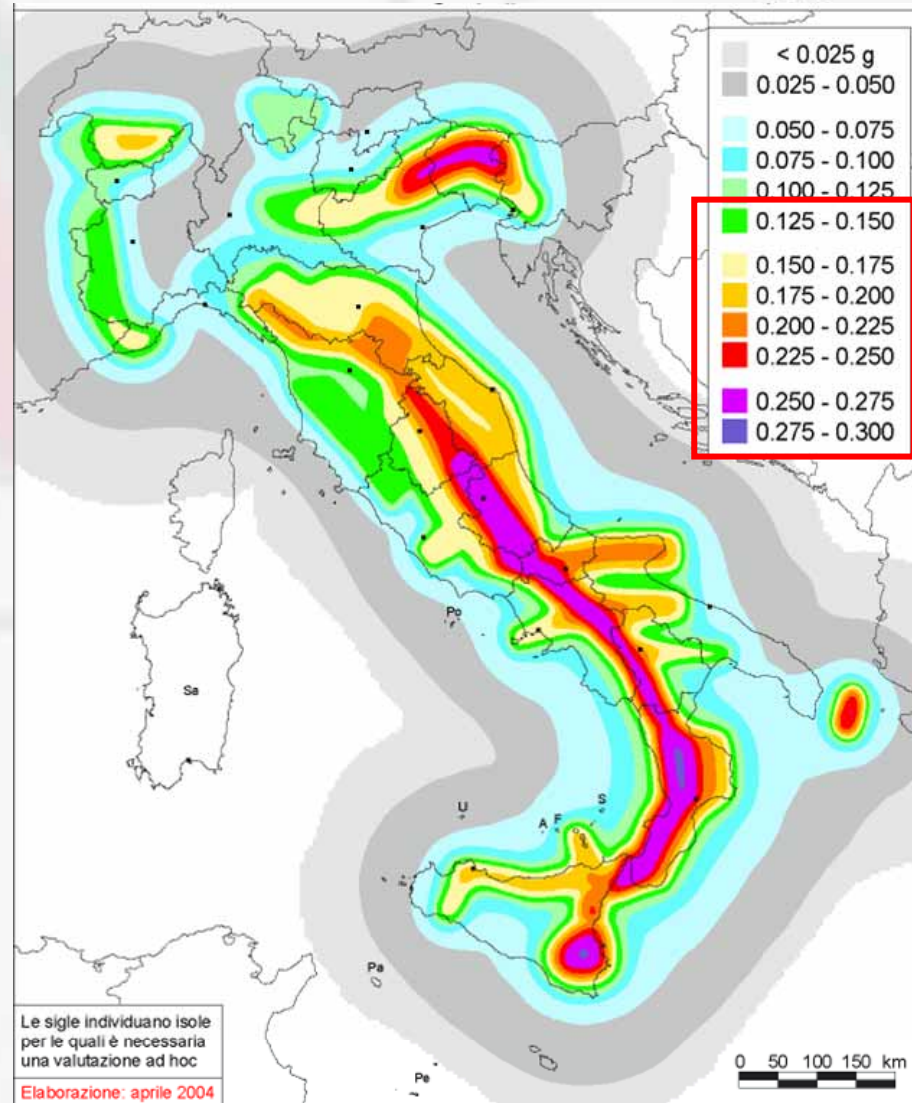 < 0.025 g
0.025 - 0.050
0.050 - 0.075
0.075 - 0.100
0.100 - 0.125
0.125 - 0.150
0.150 - 0.175
0.175 - 0.200
0.200 - 0.225
0.225 - 0.250
0.250 - 0.275
0.275 - 0.300
Po
Sa
U
S
A F
Pa
Pe
Le sigle individuano isole
per le quali è necessaria
una valutazione ad hoc
Elaborazione: aprile 2004
0 50 100 150 km